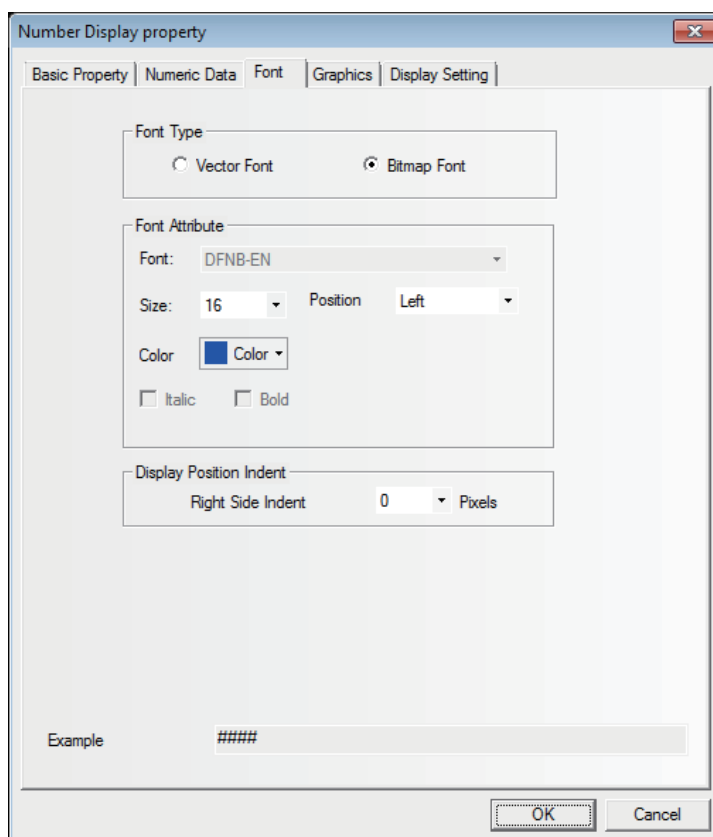 Number Display property
Basic Property Numeric Data Font Graphics Display Setting
Font Type
Vector Font Bitmap Font
Font Attribute
Font: DFNB-EN
Size: 16 Position Left
Color Color
Italic Bold
Display Position Indent
Right Side Indent 0 Pixels
Example ####
OK Cancel